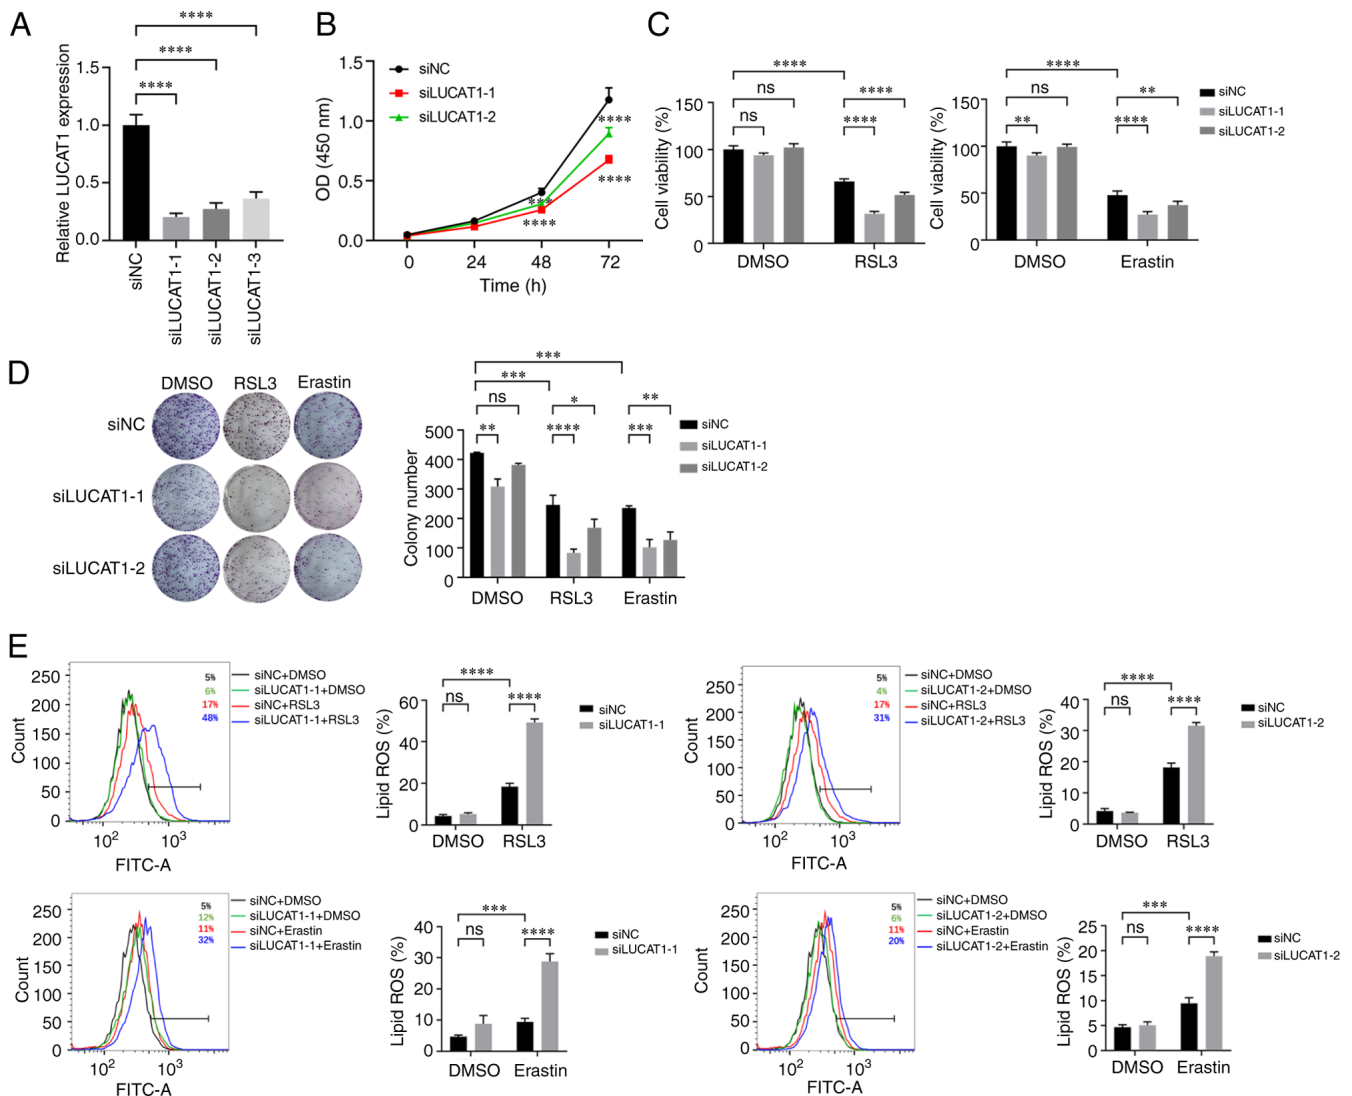 A
Relative LUCAT1 expression
1.5
1.0
0.5
0.0
****
****
****
siNC
siLUCAT1-1
siLUCAT1-2
siLUCAT1-3
B
OD (450 nm)
1.5
1.0
0.5
0.0
siNC
siLUCAT1-1
siLUCAT1-2
***
****
****
****
0 24 48 72
Time (h)
C
Cell viability (%)
150
100
50
0
****
ns
ns
****
****
DMSO RSL3
Cell viability (%)
150
100
50
0
****
ns
**
**
****
DMSO Erastin
siNC
siLUCAT1-1
siLUCAT1-2
D
DMSO RSL3 Erastin
siNC
siLUCAT1-1
siLUCAT1-2
Colony number
500
400
300
200
100
0
***
***
ns
**
*
****
**
***
DMSO RSL3 Erastin
siNC
siLUCAT1-1
siLUCAT1-2
E
Count
250
200
150
100
50
0
5%
6%
17%
48%
siNC+DMSO
siLUCAT1-1+DMSO
siNC+RSL3
siLUCAT1-1+RSL3
10² 10³
FITC-A
Lipid ROS (%)
60
40
20
0
****
ns
****
DMSO RSL3
siNC
siLUCAT1-1
Count
250
200
150
100
50
0
5%
4%
17%
31%
siNC+DMSO
siLUCAT1-2+DMSO
siNC+RSL3
siLUCAT1-2+RSL3
10² 10³
FITC-A
Lipid ROS (%)
40
30
20
10
0
****
ns
****
DMSO RSL3
siNC
siLUCAT1-2
Count
250
200
150
100
50
0
5%
12%
11%
32%
siNC+DMSO
siLUCAT1-1+DMSO
siNC+Erastin
siLUCAT1-1+Erastin
10² 10³
FITC-A
Lipid ROS (%)
40
30
20
10
0
***
ns
****
DMSO Erastin
siNC
siLUCAT1-1
Count
250
200
150
100
50
0
5%
6%
11%
20%
siNC+DMSO
siLUCAT1-2+DMSO
siNC+Erastin
siLUCAT1-2+Erastin
10² 10³
FITC-A
Lipid ROS (%)
25
20
15
10
5
0
***
ns
****
DMSO Erastin
siNC
siLUCAT1-2